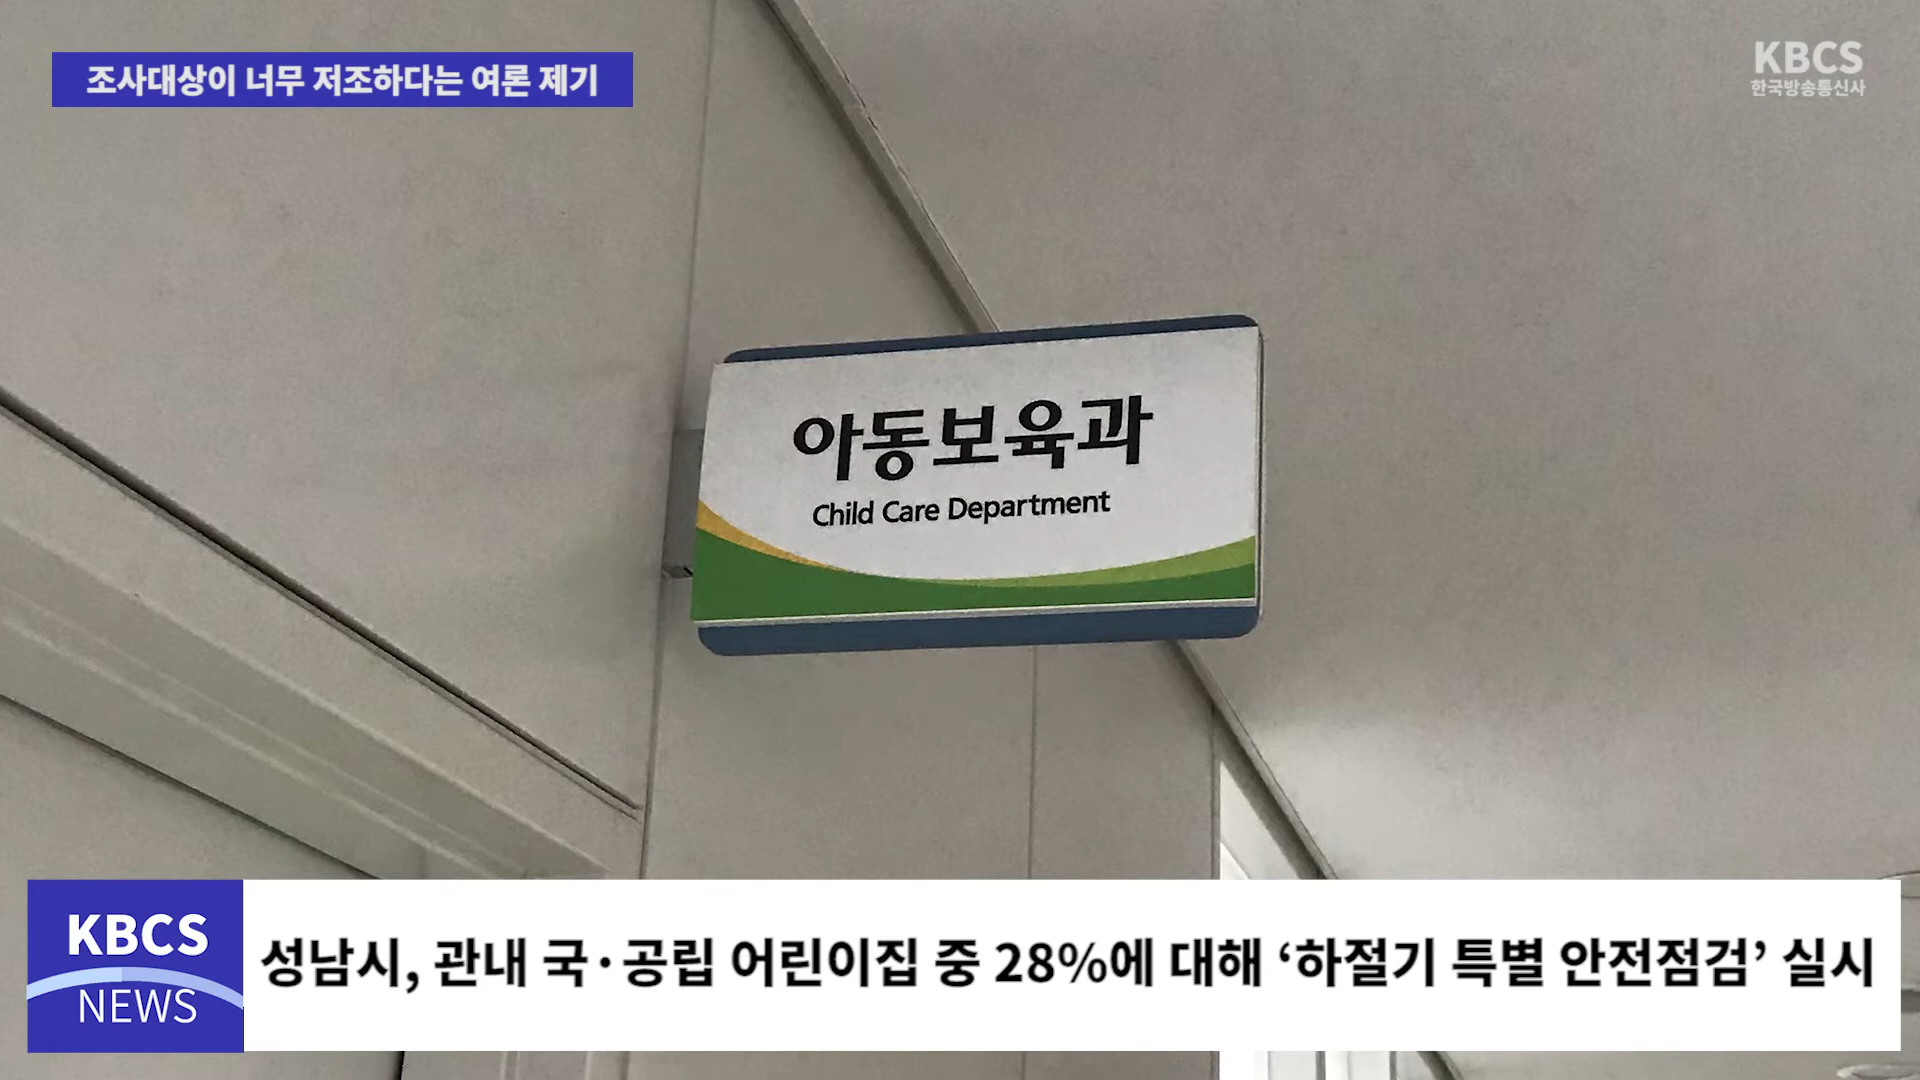 조사대상이 너무 저조하다는 여론 제기
KBCS
한국방송통신사
아동보육과
Child Care Department
KBCS
NEWS
성남시, 관내 국·공립 어린이집 중 28%에 대해 ‘하절기 특별 안전점검’ 실시